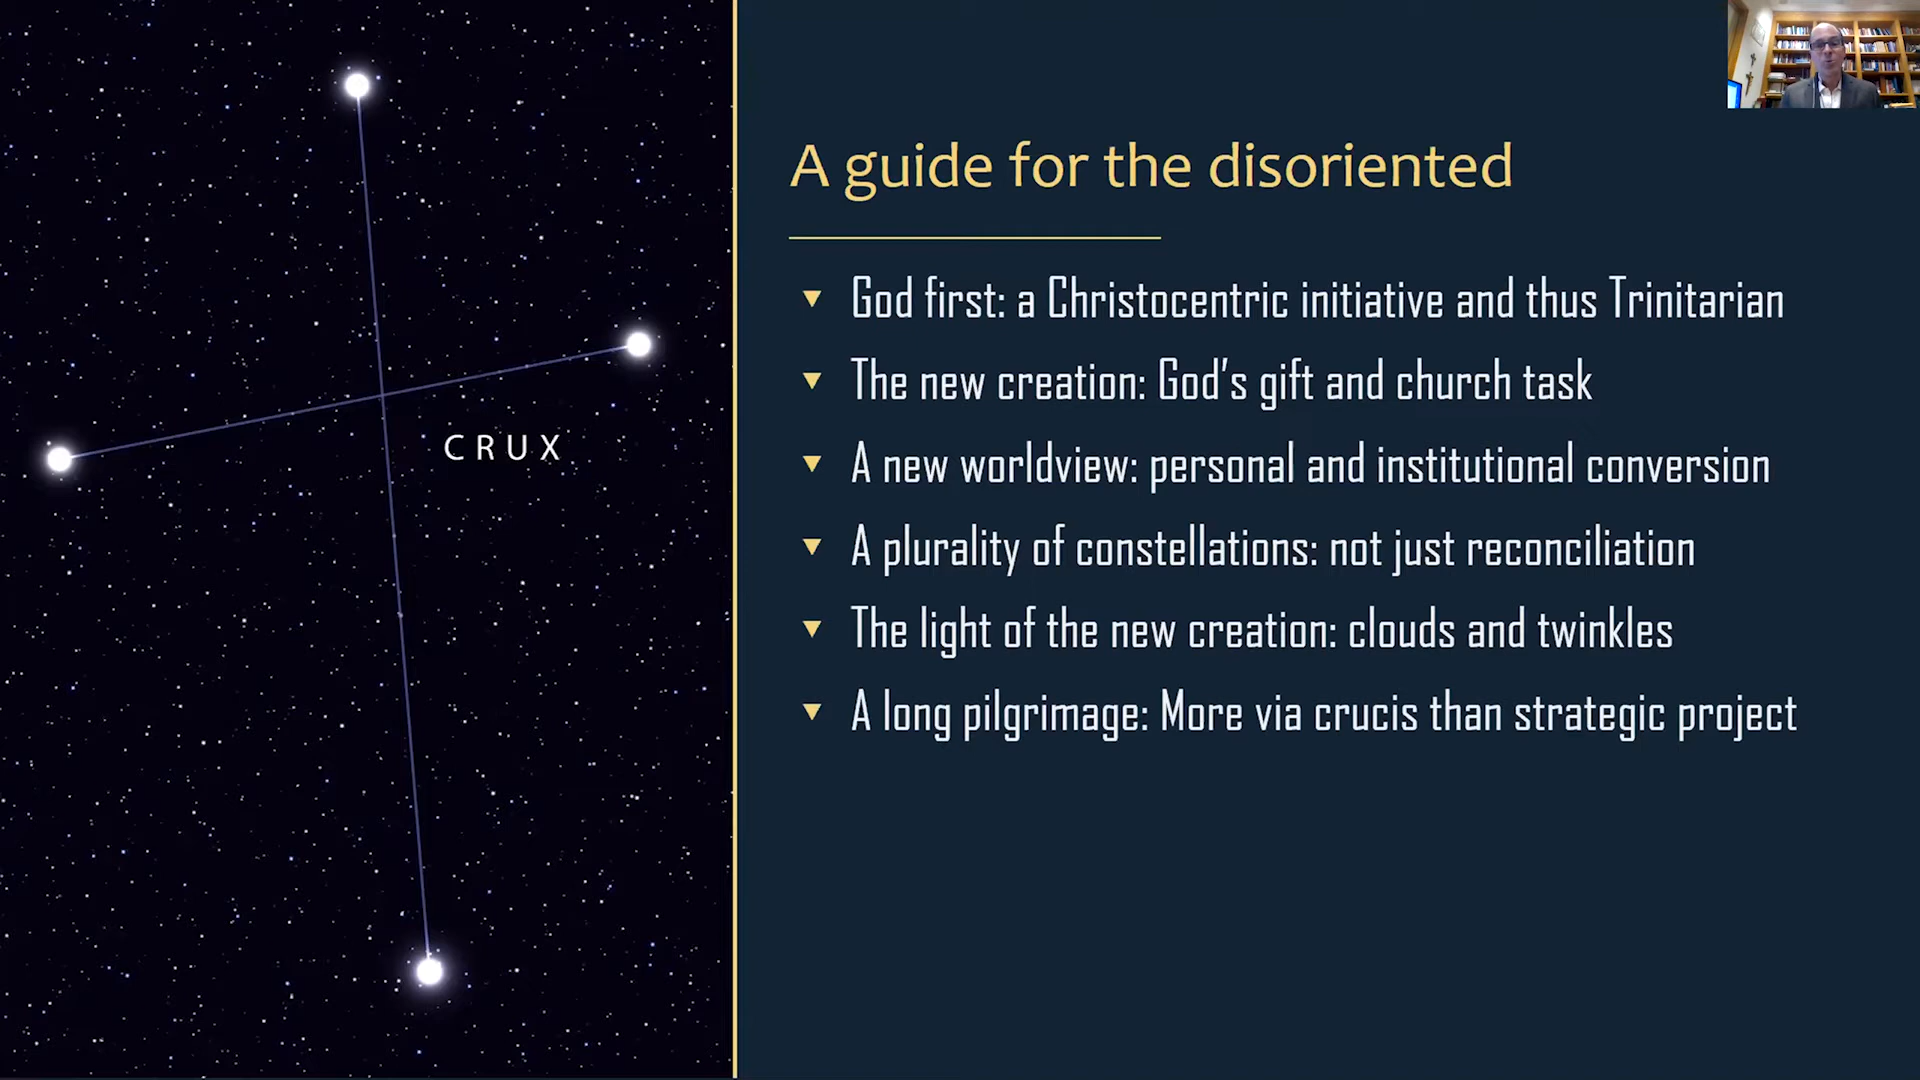 CRUX
A guide for the disoriented
God first: a Christocentric initiative and thus Trinitarian
The new creation: God's gift and church task
A new worldview: personal and institutional conversion
A plurality of constellations: not just reconciliation
The light of the new creation: clouds and twinkles
A long pilgrimage: More via crucis than strategic project